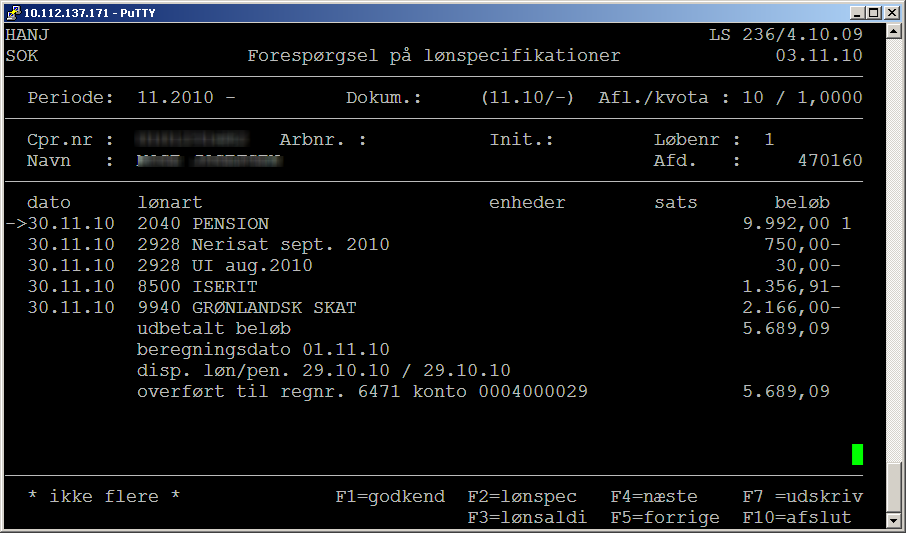 10.112.137.171 - PuTTY
HANJ LS 236/4.10.09
SOK Forespørgsel på lønspecifikationer 03.11.10
Periode: 11.2010 - Dokum.: (11.10/-) Afl./kvota : 10 / 1,0000
Cpr.nr : Arbnr. : Init.: Løbenr : 1
Navn : Afd. : 470160
dato lønart enheder sats beløb
->30.11.10 2040 PENSION 9.992,00 1
30.11.10 2928 Nerisat sept. 2010 750,00-
30.11.10 2928 UI aug.2010 30,00-
30.11.10 8500 ISERIT 1.356,91-
30.11.10 9940 GRØNLANDSK SKAT 2.166,00-
udbetalt beløb 5.689,09
beregningsdato 01.11.10
disp. løn/pen. 29.10.10 / 29.10.10
overført til regnr. 6471 konto 0004000029 5.689,09
* ikke flere * F1=godkend F2=lønspec F4=næste F7 =udskriv
F3=lønsaldi F5=forrige F10=afslut